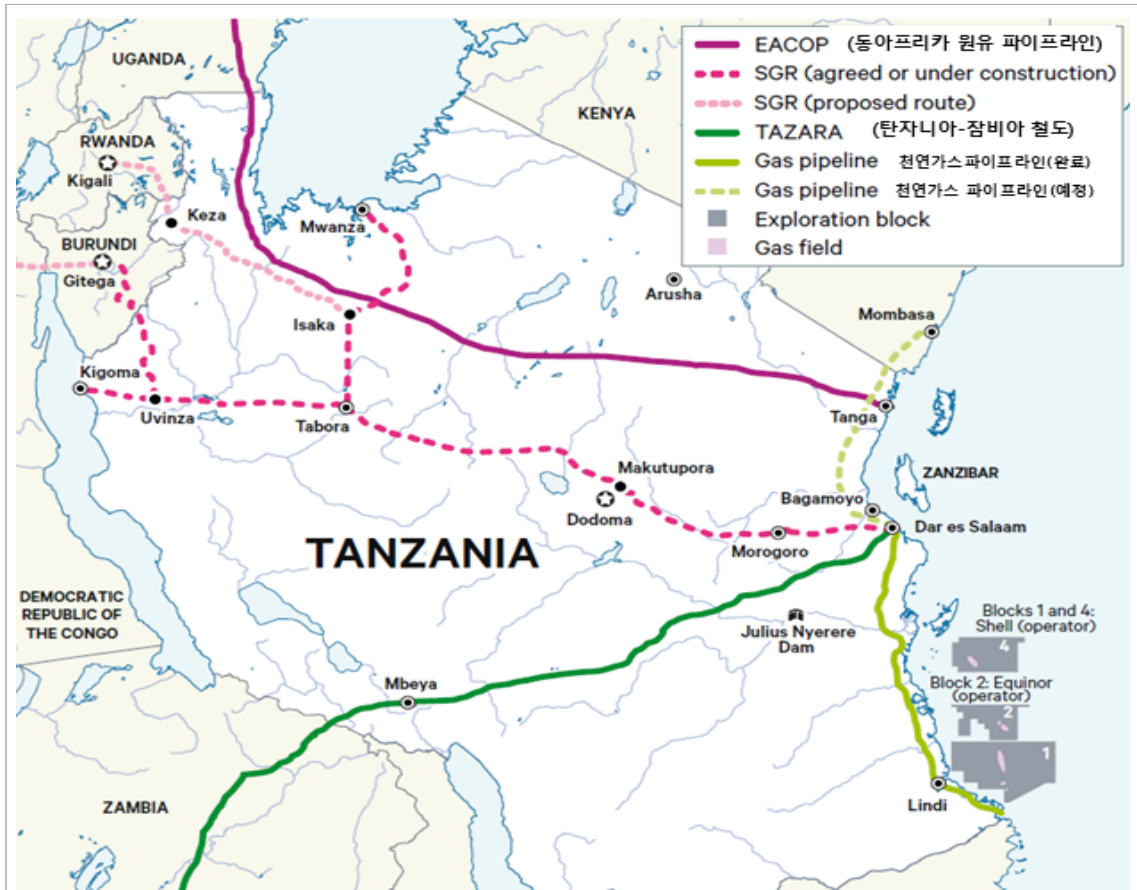 EACOP (동아프리카 원유 파이프라인)
SGR (agreed or under construction)
SGR (proposed route)
TAZARA (탄자니아-잠비아 철도)
Gas pipeline 천연가스파이프라인(완료)
Gas pipeline 천연가스 파이프라인(예정)
Exploration block
Gas field
UGANDA
KENYA
RWANDA
Kigali
Keza
Mwanza
BURUNDI
Gitega
Arusha
Mombasa
Isaka
Kigoma
Uvinza
Tabora
Tanga
Makutupora
ZANZIBAR
Bagamoyo
Dodoma
Dar es Salaam
Morogoro
TANZANIA
DEMOCRATIC
REPUBLIC OF
THE CONGO
Julius Nyerere
Dam
Blocks 1 and 4:
Shell (operator)
4
Mbeya
Block 2: Equinor
(operator)
2
1
Lindi
ZAMBIA